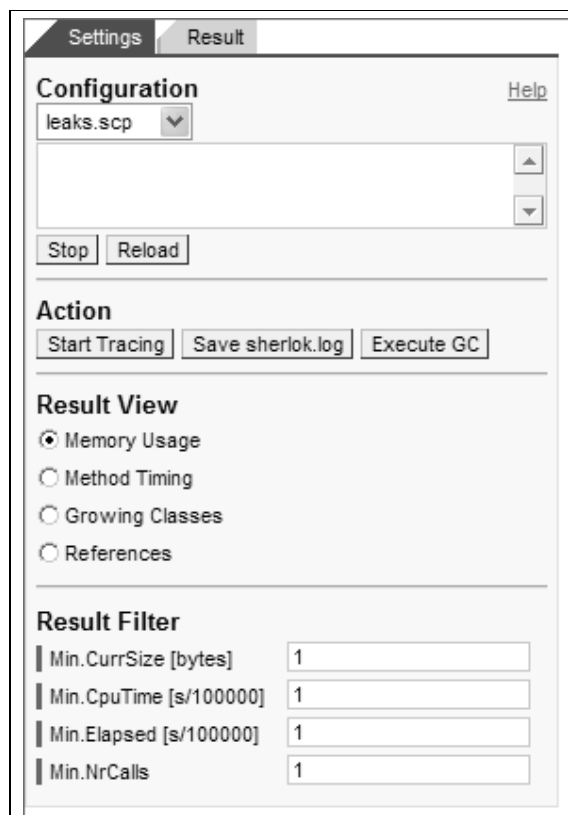 Settings Result
Configuration Help
leaks.scp
Stop Reload
Action
Start Tracing Save sherlok.log Execute GC
Result View
Memory Usage
Method Timing
Growing Classes
References
Result Filter
Min.CurrSize [bytes] 1
Min.CpuTime [s/100000] 1
Min.Elapsed [s/100000] 1
Min.NrCalls 1